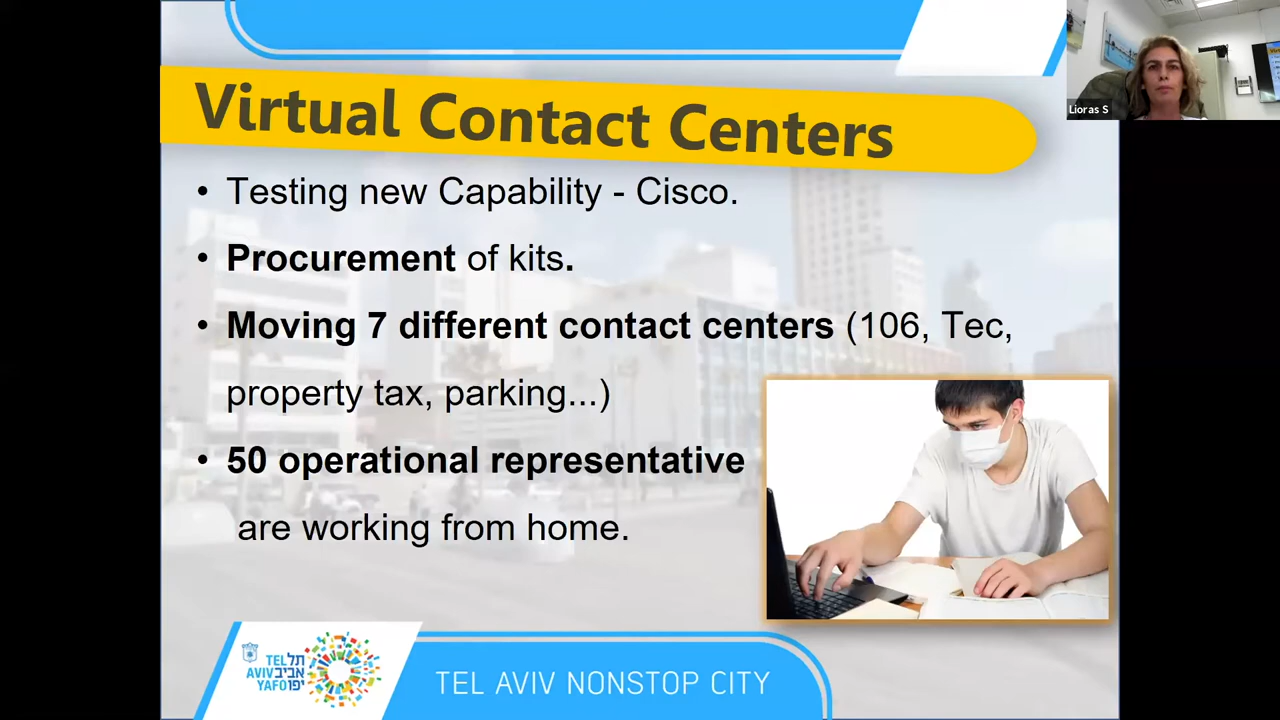 Virtual Contact Centers
Lioras S
• Testing new Capability - Cisco.
• Procurement of kits.
• Moving 7 different contact centers (106, Tec,
property tax, parking...)
• 50 operational representative
are working from home.
TEL תל
AVIV אביב
YAFO יפו
TEL AVIV NONSTOP CITY